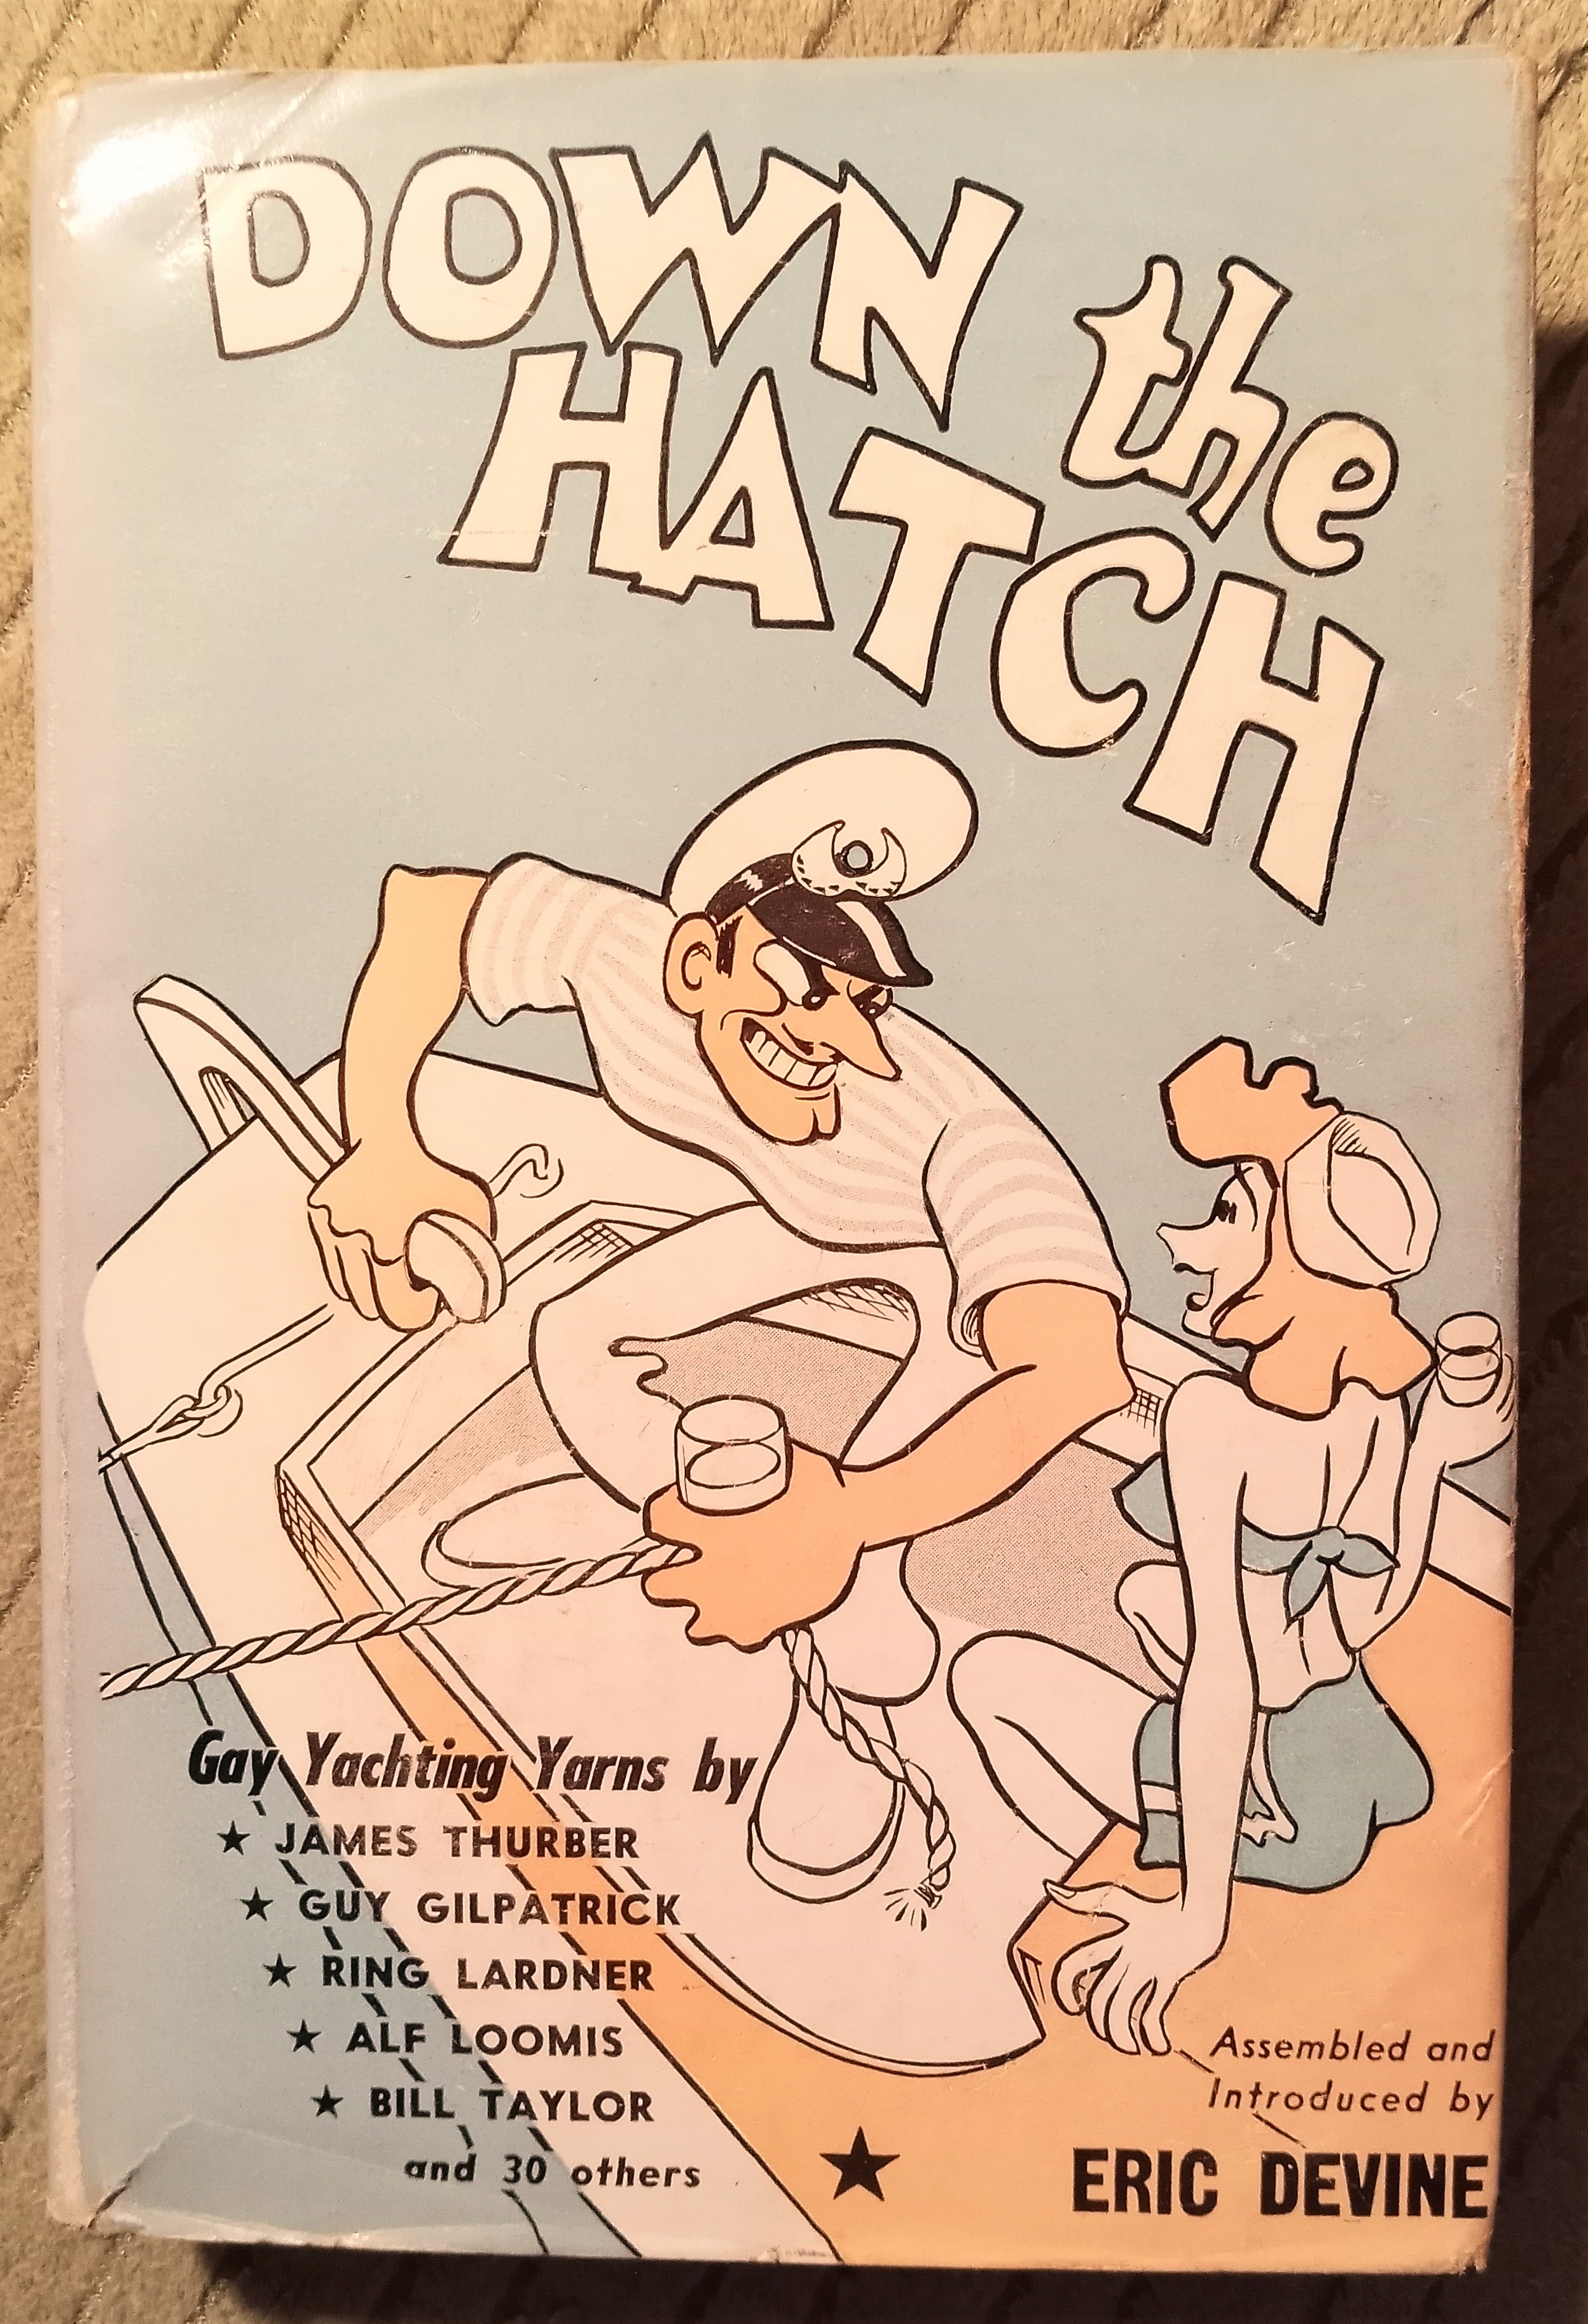 DOWN the
HATCH
Gay Yachting Yarns by
★ JAMES THURBER
★ GUY GILPATRICK
★ RING LARDNER
★ ALF LOOMIS
★ BILL TAYLOR
and 30 others
Assembled and
Introduced by
★ ERIC DEVINE